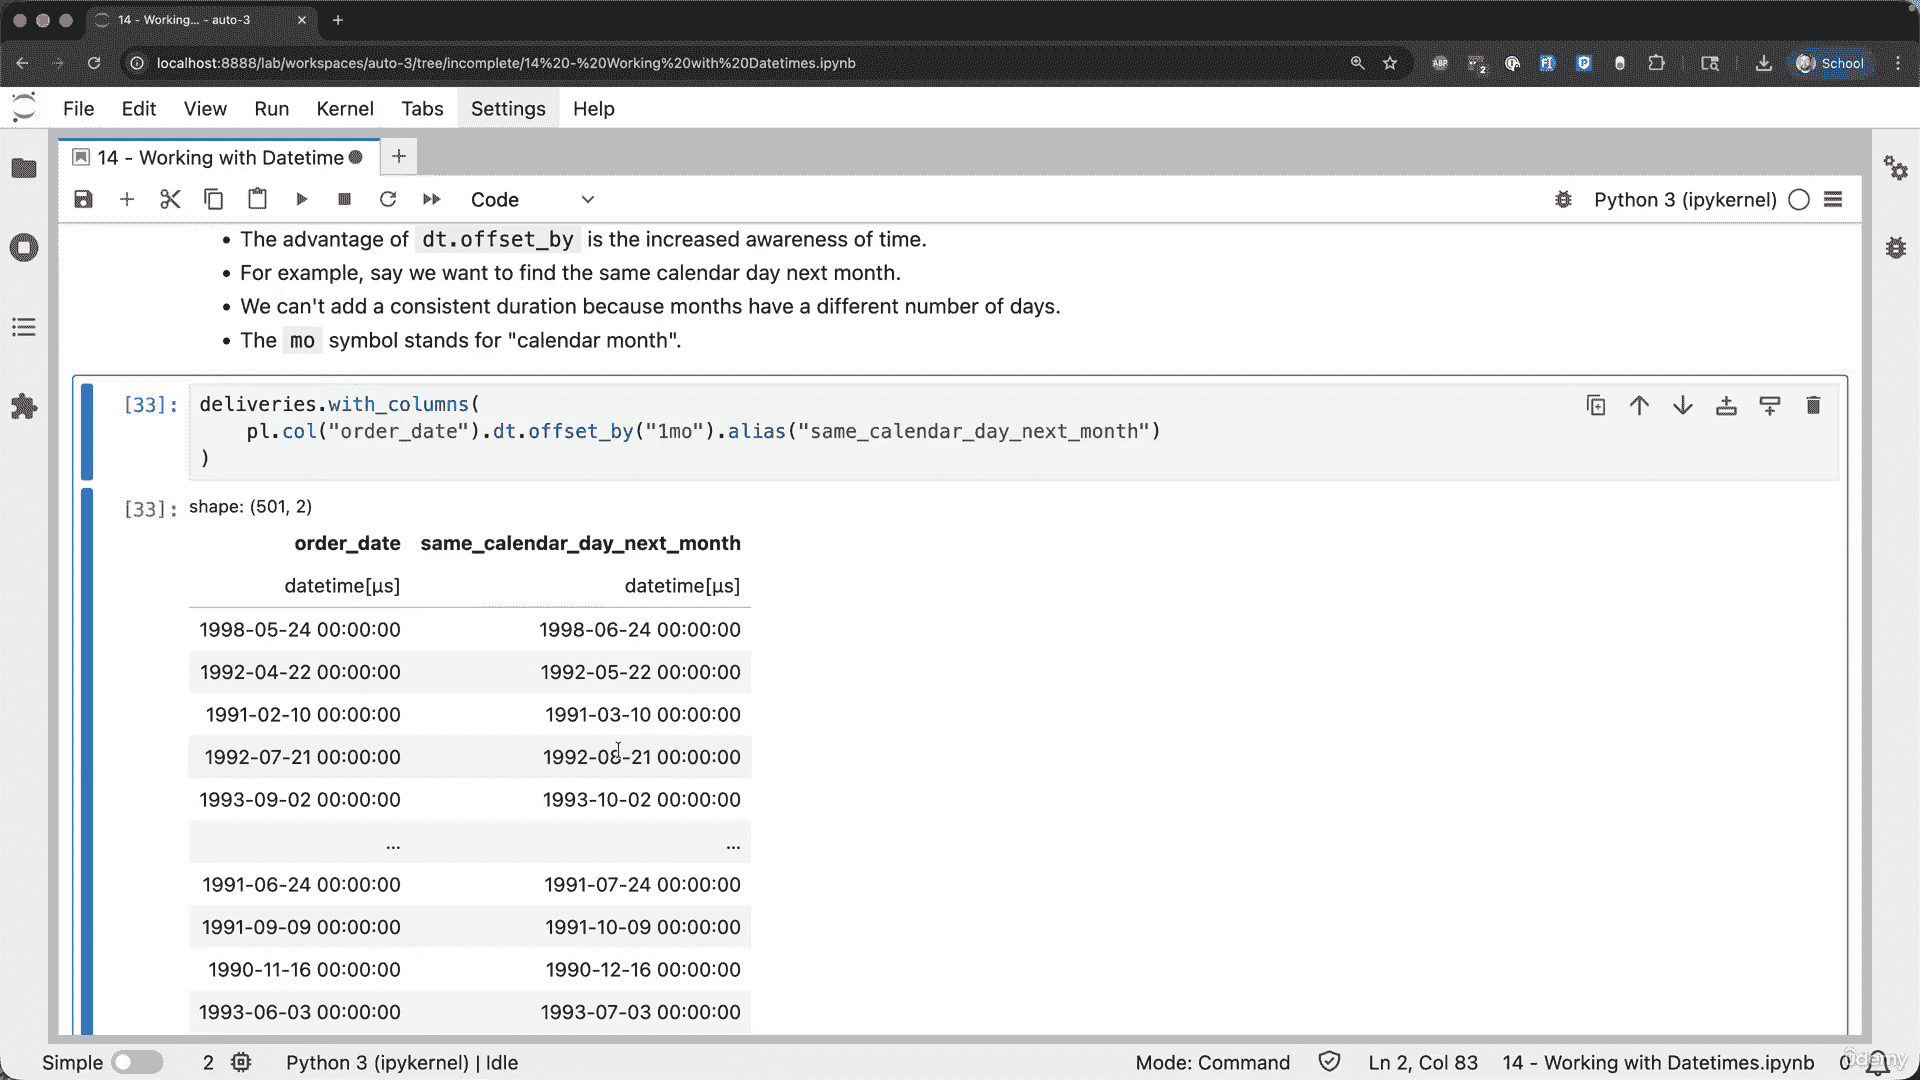 14 - Working... - auto-3
localhost:8888/lab/workspaces/auto-3/tree/incomplete/14%20-%20Working%20with%20Datetimes.ipynb
ABP
2
School
File Edit View Run Kernel Tabs Settings Help
14 - Working with Datetime
Code
Python 3 (ipykernel)
• The advantage of dt.offset_by is the increased awareness of time.
• For example, say we want to find the same calendar day next month.
• We can't add a consistent duration because months have a different number of days.
• The mo symbol stands for "calendar month".
[33]: deliveries.with_columns(
pl.col("order_date").dt.offset_by("1mo").alias("same_calendar_day_next_month")
)
[33]: shape: (501, 2)
order_date same_calendar_day_next_month
datetime[μs] datetime[μs]
1998-05-24 00:00:00 1998-06-24 00:00:00
1992-04-22 00:00:00 1992-05-22 00:00:00
1991-02-10 00:00:00 1991-03-10 00:00:00
1992-07-21 00:00:00 1992-08-21 00:00:00
1993-09-02 00:00:00 1993-10-02 00:00:00
... ...
1991-06-24 00:00:00 1991-07-24 00:00:00
1991-09-09 00:00:00 1991-10-09 00:00:00
1990-11-16 00:00:00 1990-12-16 00:00:00
1993-06-03 00:00:00 1993-07-03 00:00:00
Simple 2 Python 3 (ipykernel) | Idle Mode: Command Ln 2, Col 83 14 - Working with Datetimes.ipynb 0
Udemy